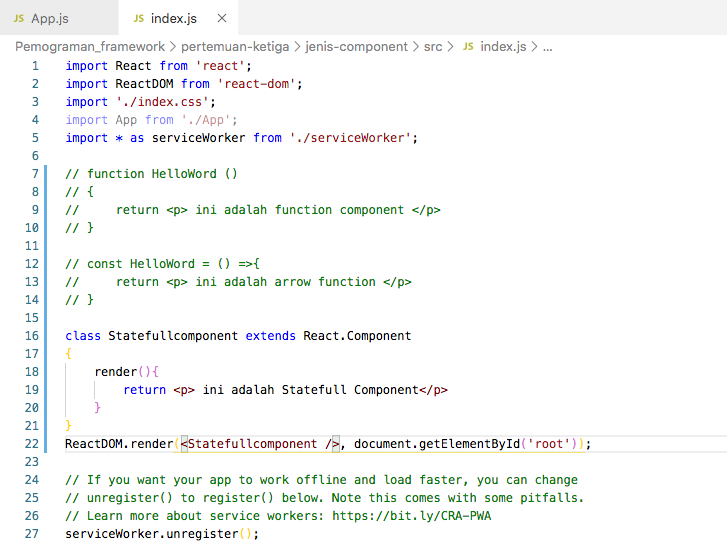 JS App.js
JS index.js ×
Pemograman_framework > pertemuan-ketiga > jenis-component > src > JS index.js > ...
1 import React from 'react';
2 import ReactDOM from 'react-dom';
3 import './index.css';
4 import App from './App';
5 import * as serviceWorker from './serviceWorker';
6
7 // function HelloWord ()
8 // {
9 //     return <p> ini adalah function component </p>
10 // }
11
12 // const HelloWord = () =>{
13 //     return <p> ini adalah arrow function </p>
14 // }
15
16 class Statefullcomponent extends React.Component
17 {
18     render(){
19         return <p> ini adalah Statefull Component</p>
20     }
21 }
22 ReactDOM.render(<Statefullcomponent />, document.getElementById('root'));
23
24 // If you want your app to work offline and load faster, you can change
25 // unregister() to register() below. Note this comes with some pitfalls.
26 // Learn more about service workers: https://bit.ly/CRA-PWA
27 serviceWorker.unregister();